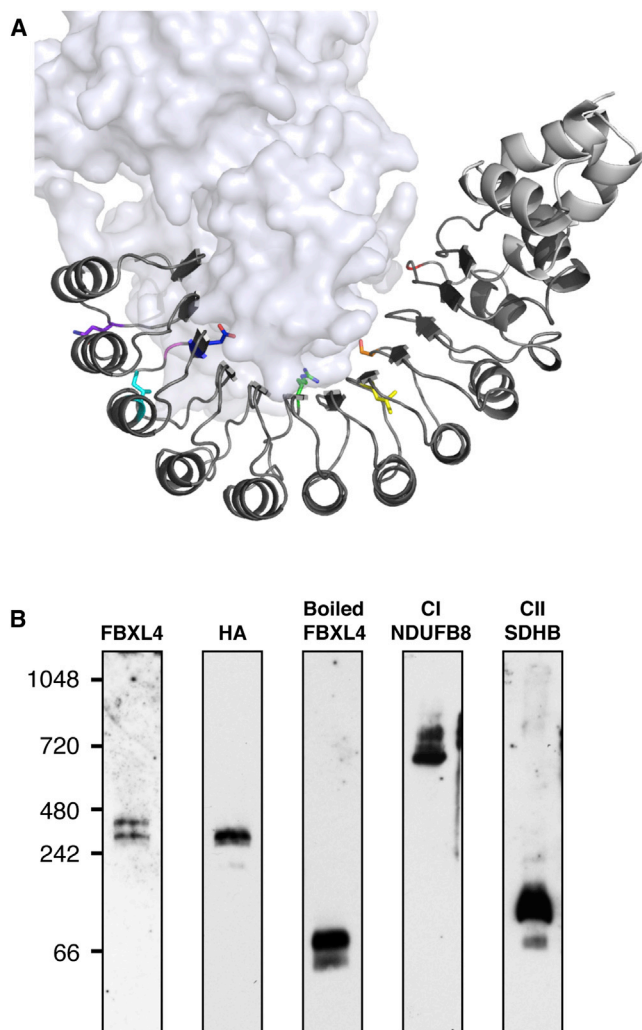 A
B
FBXL4
HA
Boiled
FBXL4
CI
NDUFB8
CII
SDHB
1048
720
480
242
66